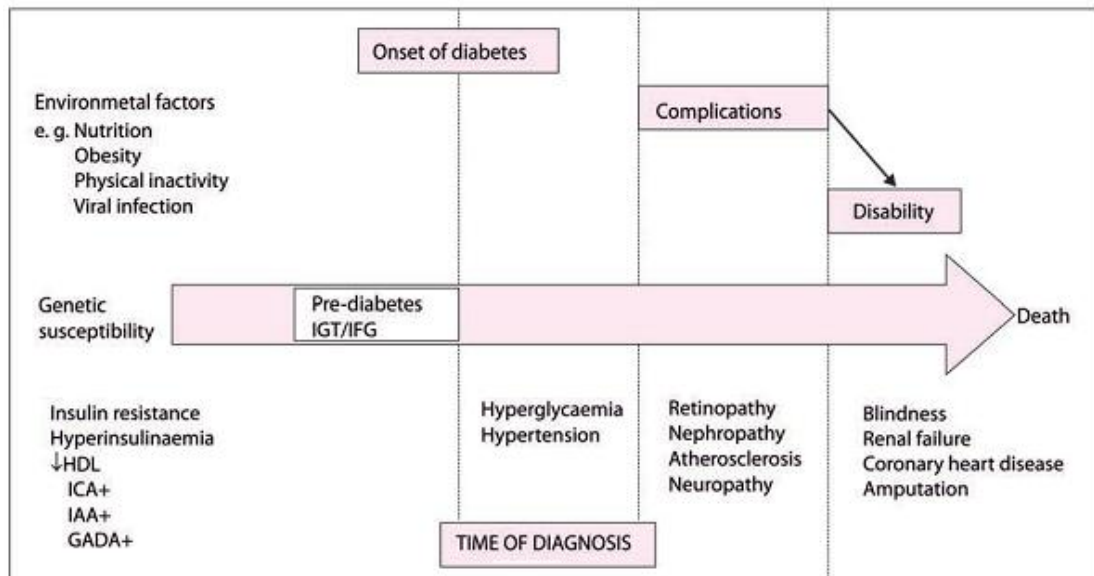 Onset of diabetes
Environmetal factors
e. g. Nutrition
Obesity
Physical inactivity
Viral infection
Complications
Disability
Genetic
susceptibility
Pre-diabetes
IGT/IFG
Death
Insulin resistance
Hyperinsulinaemia
↓HDL
ICA+
IAA+
GADA+
Hyperglycaemia
Hypertension
Retinopathy
Nephropathy
Atherosclerosis
Neuropathy
Blindness
Renal failure
Coronary heart disease
Amputation
TIME OF DIAGNOSIS